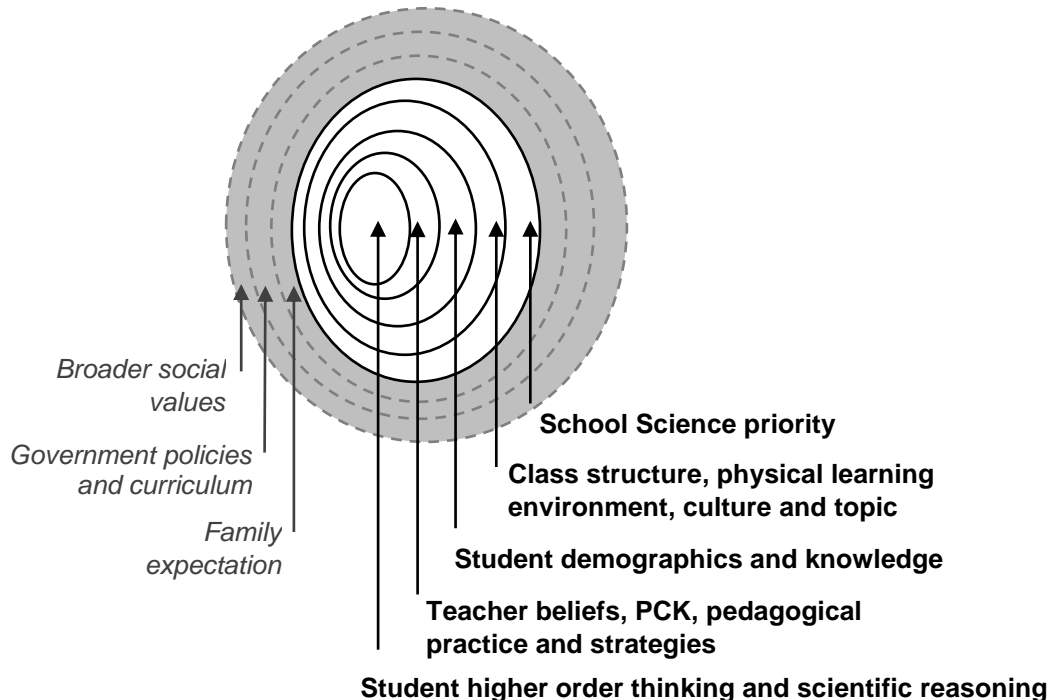 Broader social
values
Government policies
and curriculum
Family
expectation
School Science priority
Class structure, physical learning
environment, culture and topic
Student demographics and knowledge
Teacher beliefs, PCK, pedagogical
practice and strategies
Student higher order thinking and scientific reasoning